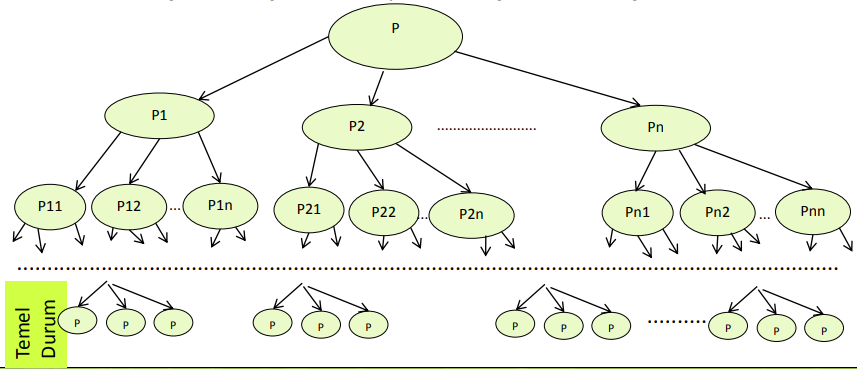 P
P1
P2
............................
Pn
P11
P12
...
P1n
P21
P22
...
P2n
Pn1
Pn2
...
Pnn
Temel
Durum
P
P
P
P
P
P
P
P
P
..........
P
P
P